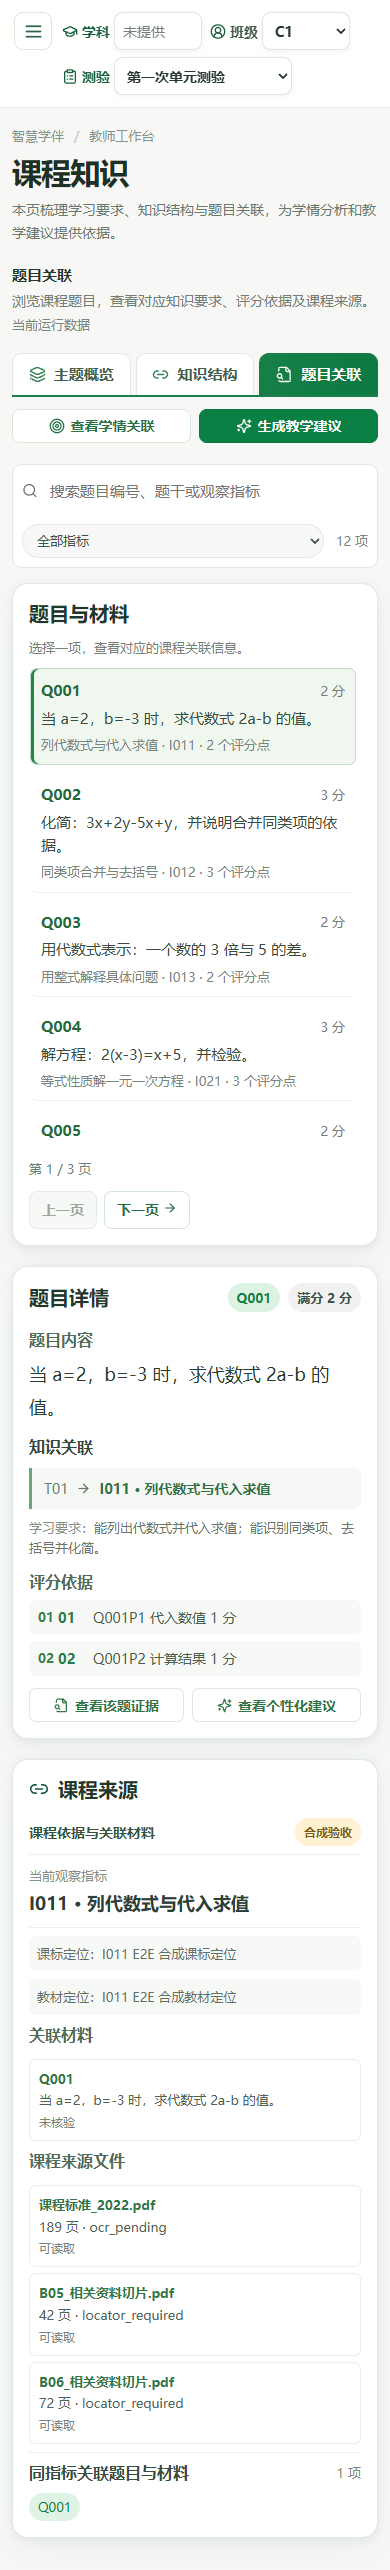 学科 未提供 班级 C1
测验 第一次单元测验
智慧学伴 / 教师工作台
课程知识
本页梳理学习要求、知识结构与题目关联，为学情分析和教
学建议提供依据。
题目关联
浏览课程题目，查看对应知识要求、评分依据及课程来源。
当前运行数据
主题概览 知识结构 题目关联
查看学情关联 生成教学建议
搜索题目编号、题干或观察指标
全部指标 12 项
题目与材料
选择一项，查看对应的课程关联信息。
Q001 2 分
当 a=2，b=-3 时，求代数式 2a-b 的值。
列代数式与代入求值 · I011 · 2 个评分点
Q002 3 分
化简：3x+2y-5x+y，并说明合并同类项的依
据。
同类项合并与去括号 · I012 · 3 个评分点
Q003 2 分
用代数式表示：一个数的 3 倍与 5 的差。
用整式解释具体问题 · I013 · 2 个评分点
Q004 3 分
解方程：2(x-3)=x+5，并检验。
等式性质解一元一次方程 · I021 · 3 个评分点
Q005 2 分
第 1 / 3 页
上一页 下一页 →
题目详情 Q001 满分 2 分
题目内容
当 a=2，b=-3 时，求代数式 2a-b 的
值。
知识关联
T01 → I011 • 列代数式与代入求值
学习要求：能列出代数式并代入求值；能识别同类项、去
括号并化简。
评分依据
01 01 Q001P1 代入数值 1 分
02 02 Q001P2 计算结果 1 分
查看该题证据 查看个性化建议
课程来源
课程依据与关联材料 合成验收
当前观察指标
I011 • 列代数式与代入求值
课标定位：I011 E2E 合成课标定位
教材定位：I011 E2E 合成教材定位
关联材料
Q001
当 a=2，b=-3 时，求代数式 2a-b 的值。
未核验
课程来源文件
课程标准_2022.pdf
189 页 · ocr_pending
可读取
B05_相关资料切片.pdf
42 页 · locator_required
可读取
B06_相关资料切片.pdf
72 页 · locator_required
可读取
同指标关联题目与材料 1 项
Q001